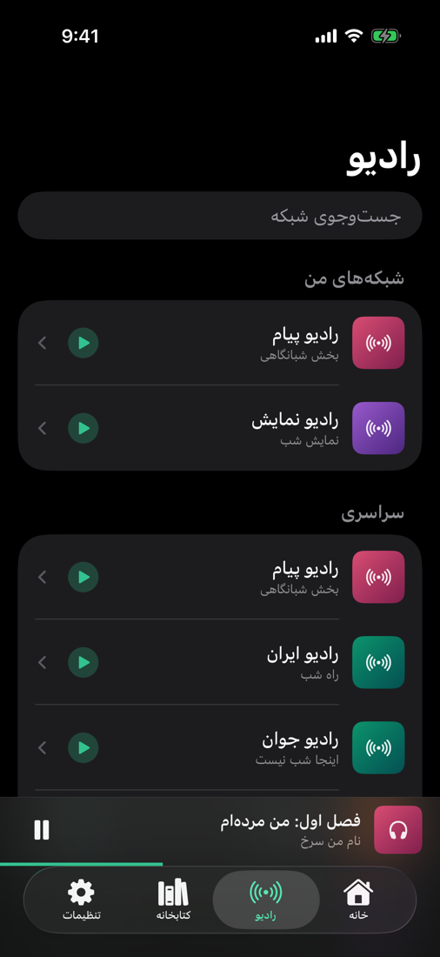 9:41
رادیو
جست‌وجوی شبکه
شبکه‌های من
رادیو پیام
بخش شبانگاهی
رادیو نمایش
نمایش شب
سراسری
رادیو پیام
بخش شبانگاهی
رادیو ایران
راه شب
رادیو جوان
اینجا شب نیست
فصل اول: من مرده‌ام
نام من سرخ
خانه
رادیو
کتابخانه
تنظیمات